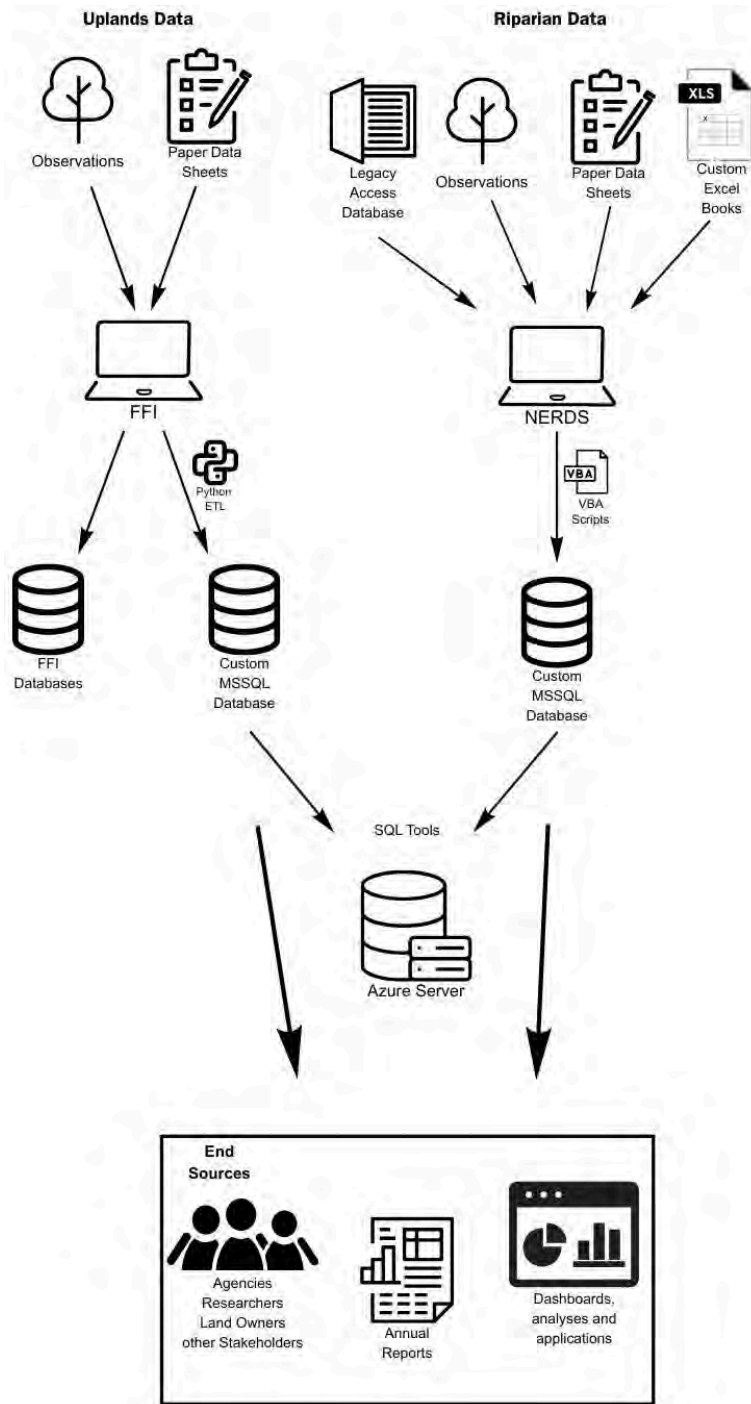 Uplands Data
Riparian Data
Observations
Paper Data
Sheets
Legacy
Access
Database
Observations
Paper Data
Sheets
XLS
X
Custom
Excel
Books
FFI
NERDS
Python
ETL
VBA
VBA
Scripts
FFI
Databases
Custom
MSSQL
Database
Custom
MSSQL
Database
SQL Tools
Azure Server
End
Sources
Agencies
Researchers
Land Owners
other Stakeholders
Annual
Reports
Dashboards,
analyses and
applications